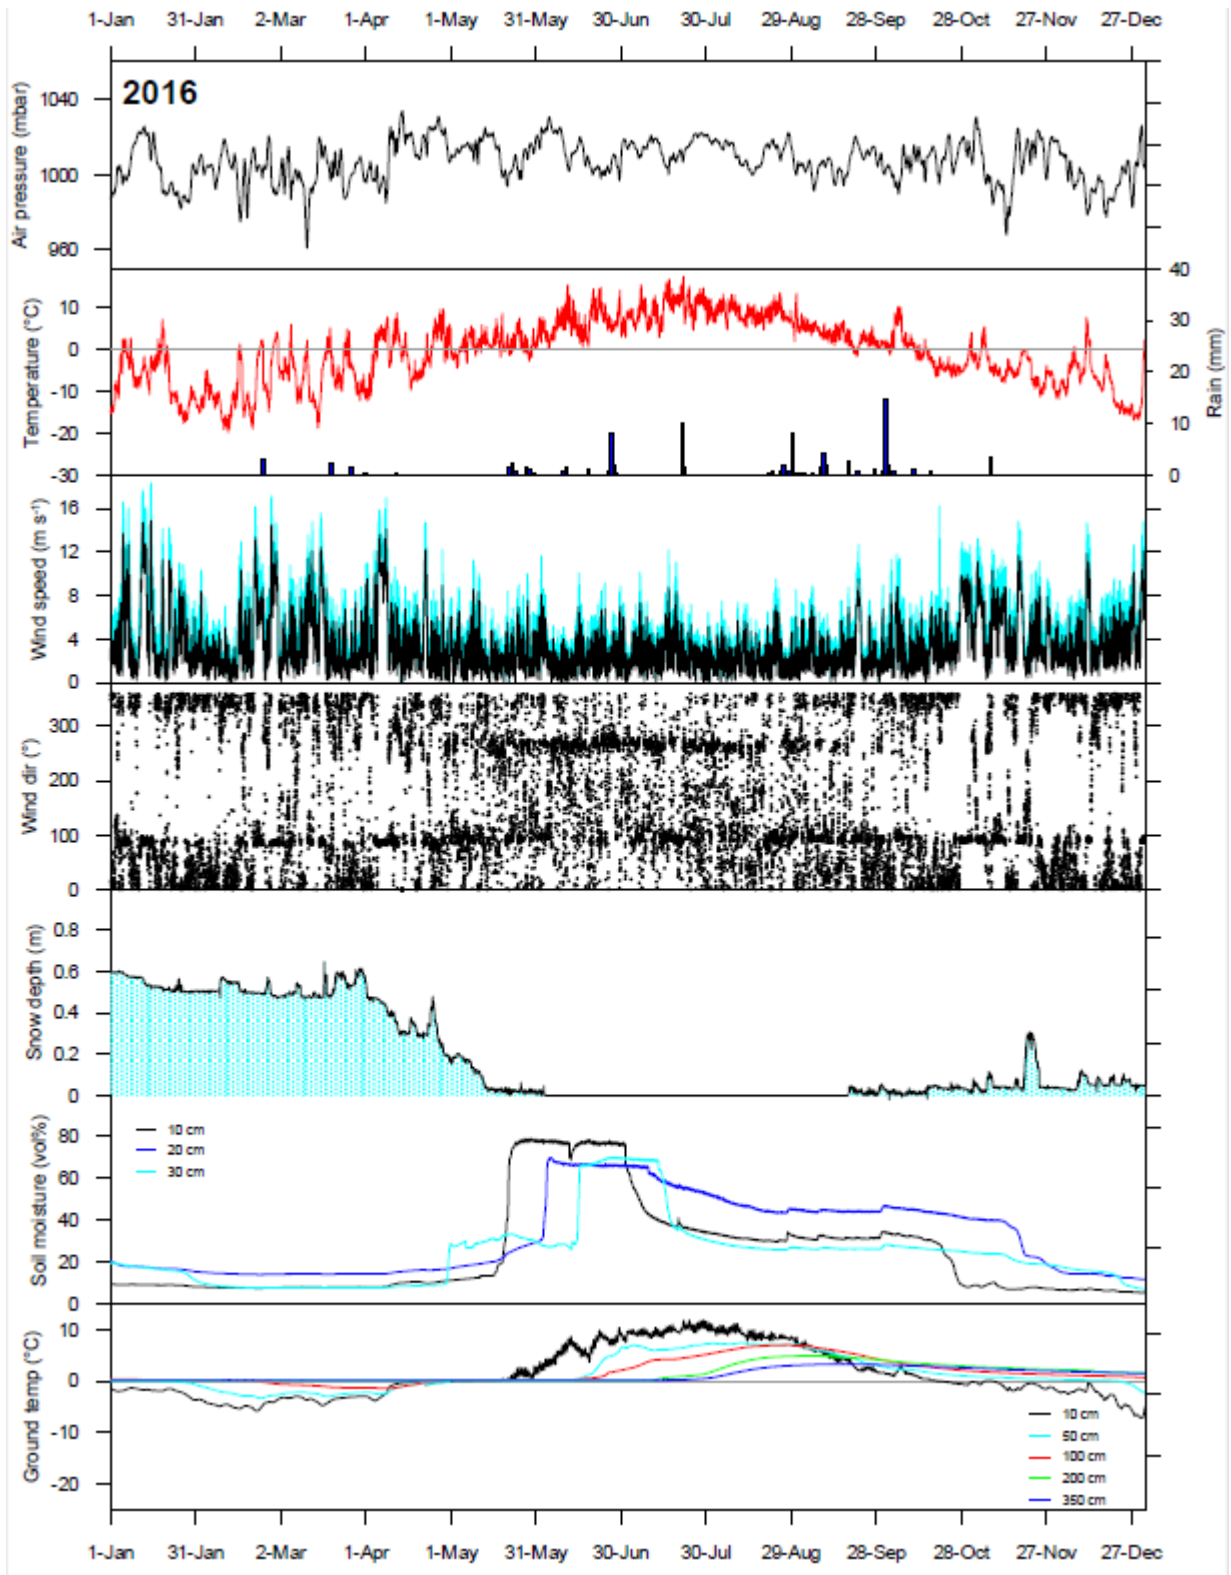 1-Jan 31-Jan 2-Mar 1-Apr 1-May 31-May 30-Jun 30-Jul 29-Aug 28-Sep 28-Oct 27-Nov 27-Dec
2016
Air pressure (mbar)
1040
1000
960
Temperature (°C)
10
0
-10
-20
-30
Rain (mm)
40
30
20
10
0
Wind speed (m s-1)
16
12
8
4
0
Wind dir (°)
300
200
100
0
Snow depth (m)
0.8
0.6
0.4
0.2
0
Soil moisture (vol%)
80
60
40
20
0
10 cm
20 cm
30 cm
Ground temp (°C)
10
0
-10
-20
10 cm
50 cm
100 cm
200 cm
350 cm
1-Jan 31-Jan 2-Mar 1-Apr 1-May 31-May 30-Jun 30-Jul 29-Aug 28-Sep 28-Oct 27-Nov 27-Dec